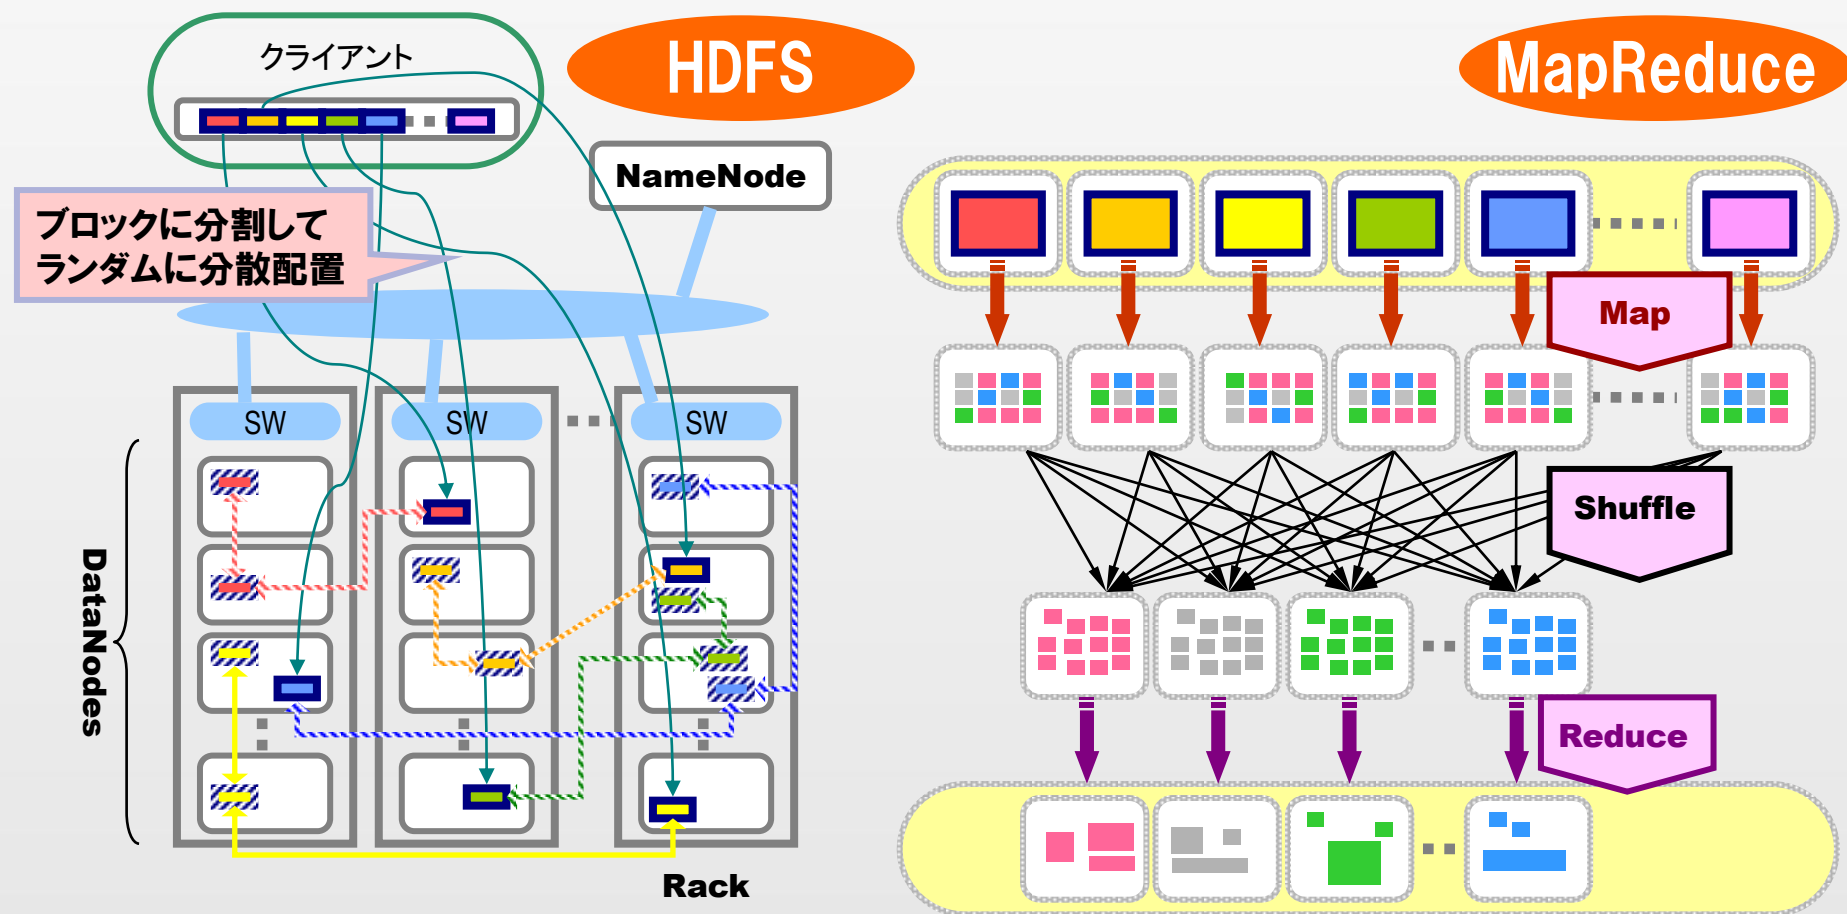 クライアント
HDFS
NameNode
ブロックに分割して
ランダムに分散配置
SW
SW
SW
DataNodes
Rack
MapReduce
Map
Shuffle
Reduce